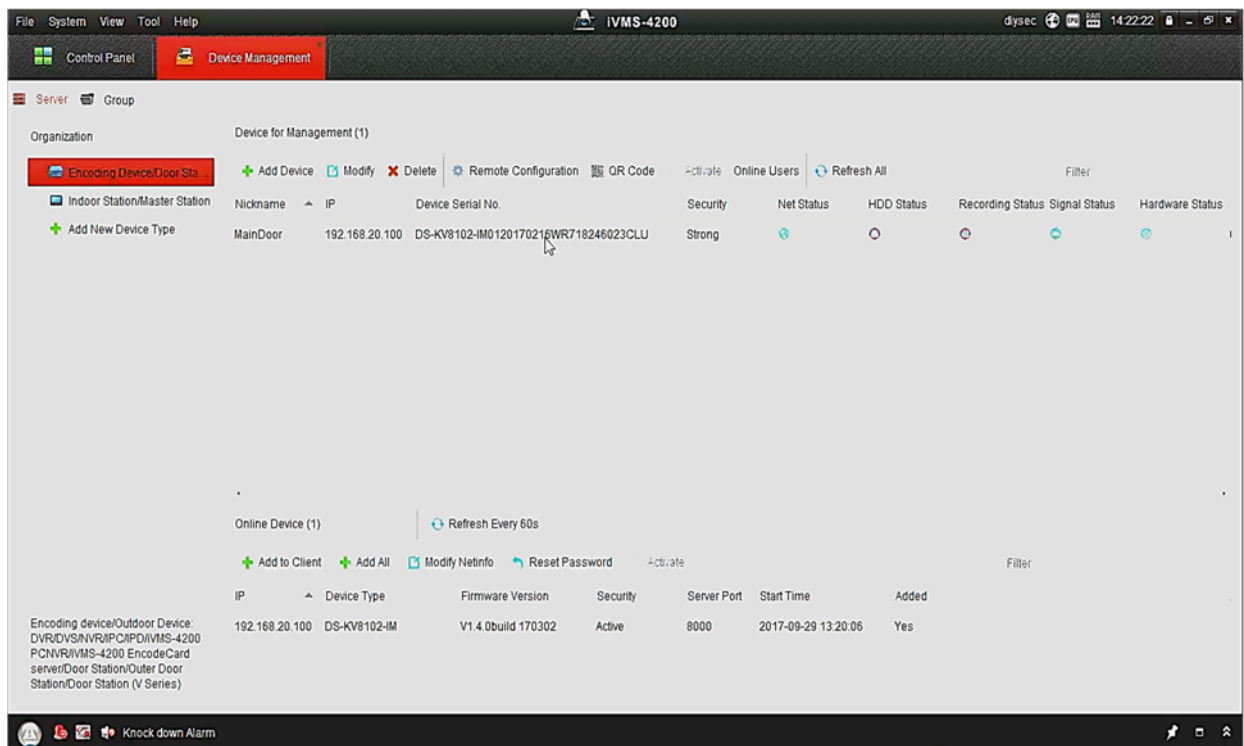 File System View Tool Help
iVMS-4200
diysec
14:22:22
Control Panel
Device Management
Server
Group
Organization
Device for Management (1)
Encoding Device/Door Sta...
Add Device
Modify
Delete
Remote Configuration
QR Code
Activate
Online Users
Refresh All
Filter
Indoor Station/Master Station
Add New Device Type
Nickname IP Device Serial No. Security Net Status HDD Status Recording Status Signal Status Hardware Status
MainDoor 192.168.20.100 DS-KV8102-IM0120170216WR718246023CLU Strong
Online Device (1)
Refresh Every 60s
Add to Client
Add All
Modify Netinfo
Reset Password
Activate
Filter
IP Device Type Firmware Version Security Server Port Start Time Added
192.168.20.100 DS-KV8102-IM V1.4.0build 170302 Active 8000 2017-09-29 13:20:06 Yes
Encoding device/Outdoor Device:
DVR/DVS/NVR/IPC/IPD/iVMS-4200
PCNVR/iVMS-4200 EncodeCard
server/Door Station/Outer Door
Station/Door Station (V Series)
Knock down Alarm